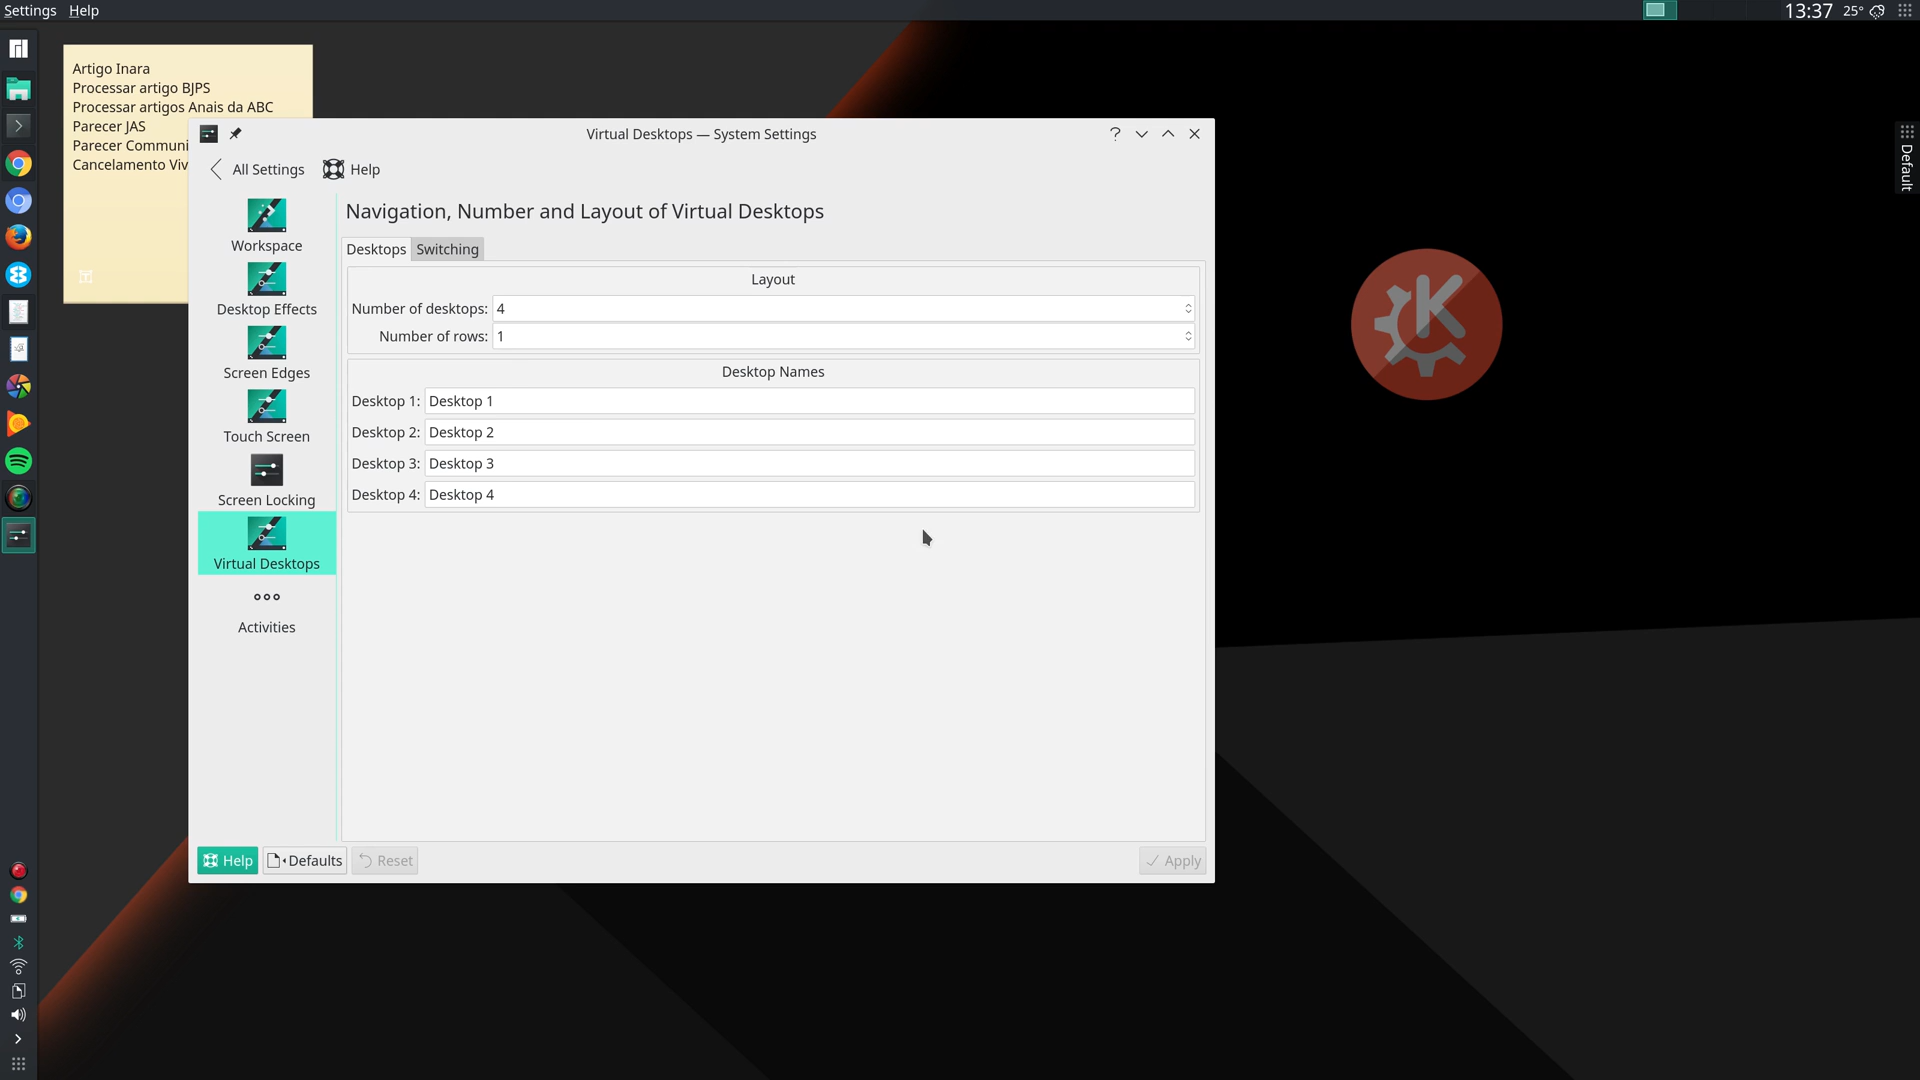 Settings Help
13:37 25°
Artigo Inara
Processar artigo BJPS
Processar artigos Anais da ABC
Parecer JAS
Parecer Communi
Cancelamento Viv
Default
Virtual Desktops — System Settings
All Settings Help
Workspace
Desktop Effects
Screen Edges
Touch Screen
Screen Locking
Virtual Desktops
Activities
Navigation, Number and Layout of Virtual Desktops
Desktops Switching
Layout
Number of desktops: 4
Number of rows: 1
Desktop Names
Desktop 1: Desktop 1
Desktop 2: Desktop 2
Desktop 3: Desktop 3
Desktop 4: Desktop 4
Help Defaults Reset Apply